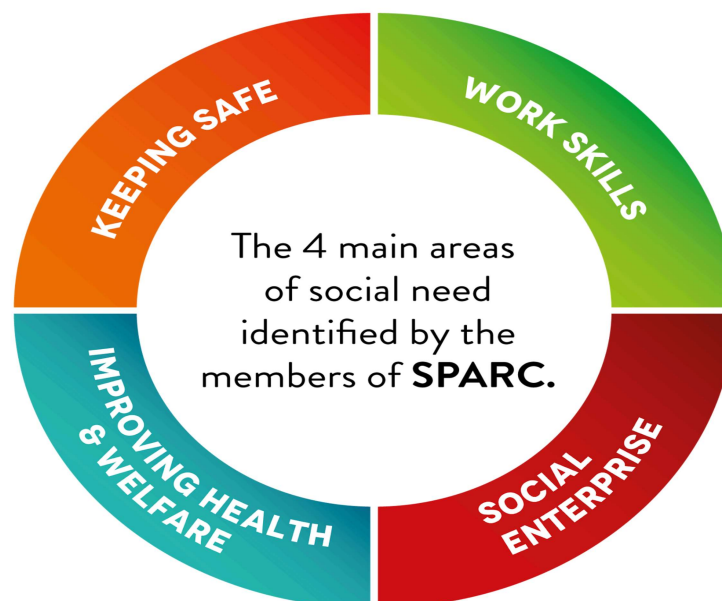 KEEPING SAFE
WORK SKILLS
The 4 main areas
of social need
identified by the
members of SPARC.
IMPROVING HEALTH
& WELFARE
SOCIAL
ENTERPRISE